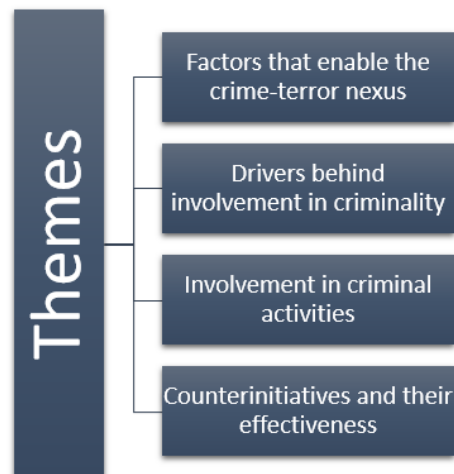 Themes
Factors that enable the
crime-terror nexus
Drivers behind
involvement in criminality
Involvement in criminal
activities
Counterinitiatives and their
effectiveness